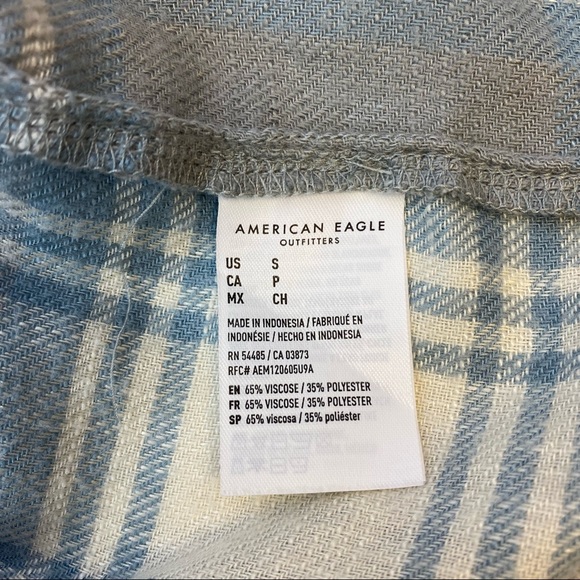 AMERICAN EAGLE
OUTFITTERS
US S
CA P
MX CH
MADE IN INDONESIA / FABRIQUÉ EN
INDONÉSIE / HECHO EN INDONESIA
RN 54485 / CA 03873
RFC# AEM120605U9A
EN 65% VISCOSE / 35% POLYESTER
FR 65% VISCOSE / 35% POLYESTER
SP 65% viscosa / 35% poliéster